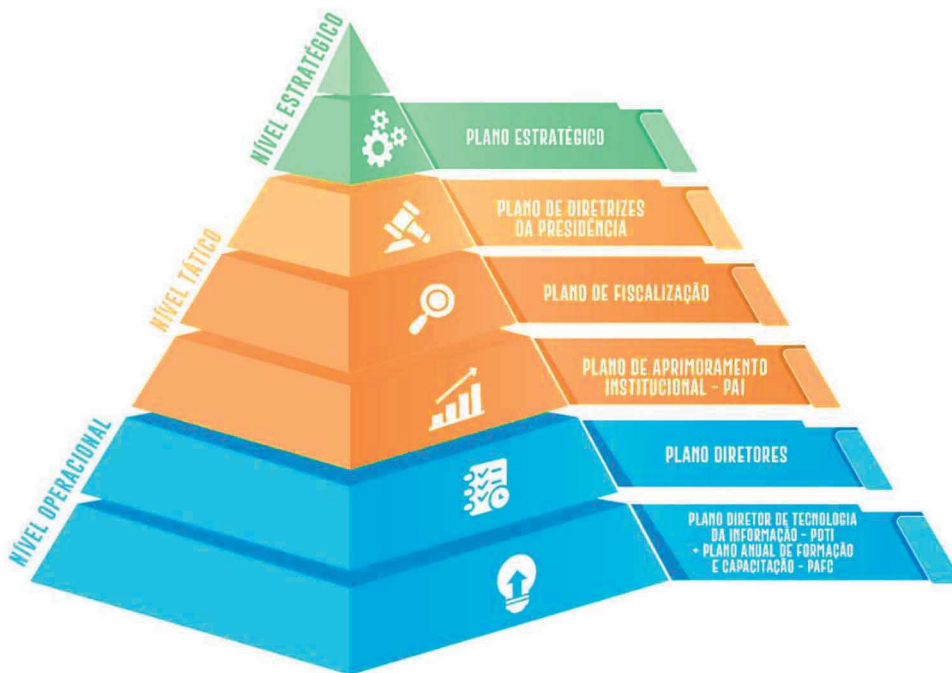 NÍVEL ESTRATÉGICO
PLANO ESTRATÉGICO
NÍVEL TÁTICO
PLANO DE DIRETRIZES
DA PRESIDÊNCIA
PLANO DE FISCALIZAÇÃO
PLANO DE APRIMORAMENTO
INSTITUCIONAL - PAI
NÍVEL OPERACIONAL
PLANO DIRETORES
PLANO DIRETOR DE TECNOLOGIA
DA INFORMAÇÃO - PDTI
+ PLANO ANUAL DE FORMAÇÃO
E CAPACITAÇÃO - PAFC